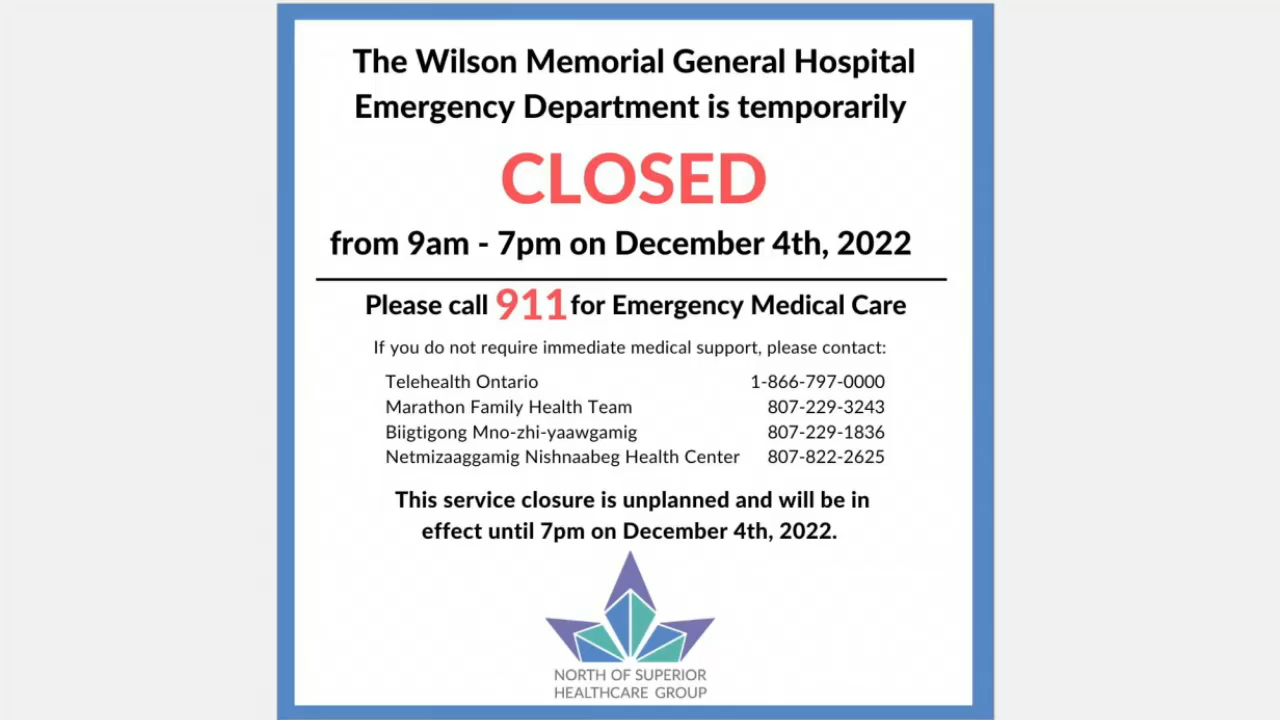 The Wilson Memorial General Hospital
Emergency Department is temporarily
CLOSED
from 9am - 7pm on December 4th, 2022
Please call 911 for Emergency Medical Care
If you do not require immediate medical support, please contact:
Telehealth Ontario 1-866-797-0000
Marathon Family Health Team 807-229-3243
Biigtigong Mno-zhi-yaawgamig 807-229-1836
Netmizaaggamig Nishnaabeg Health Center 807-822-2625
This service closure is unplanned and will be in
effect until 7pm on December 4th, 2022.
NORTH OF SUPERIOR
HEALTHCARE GROUP